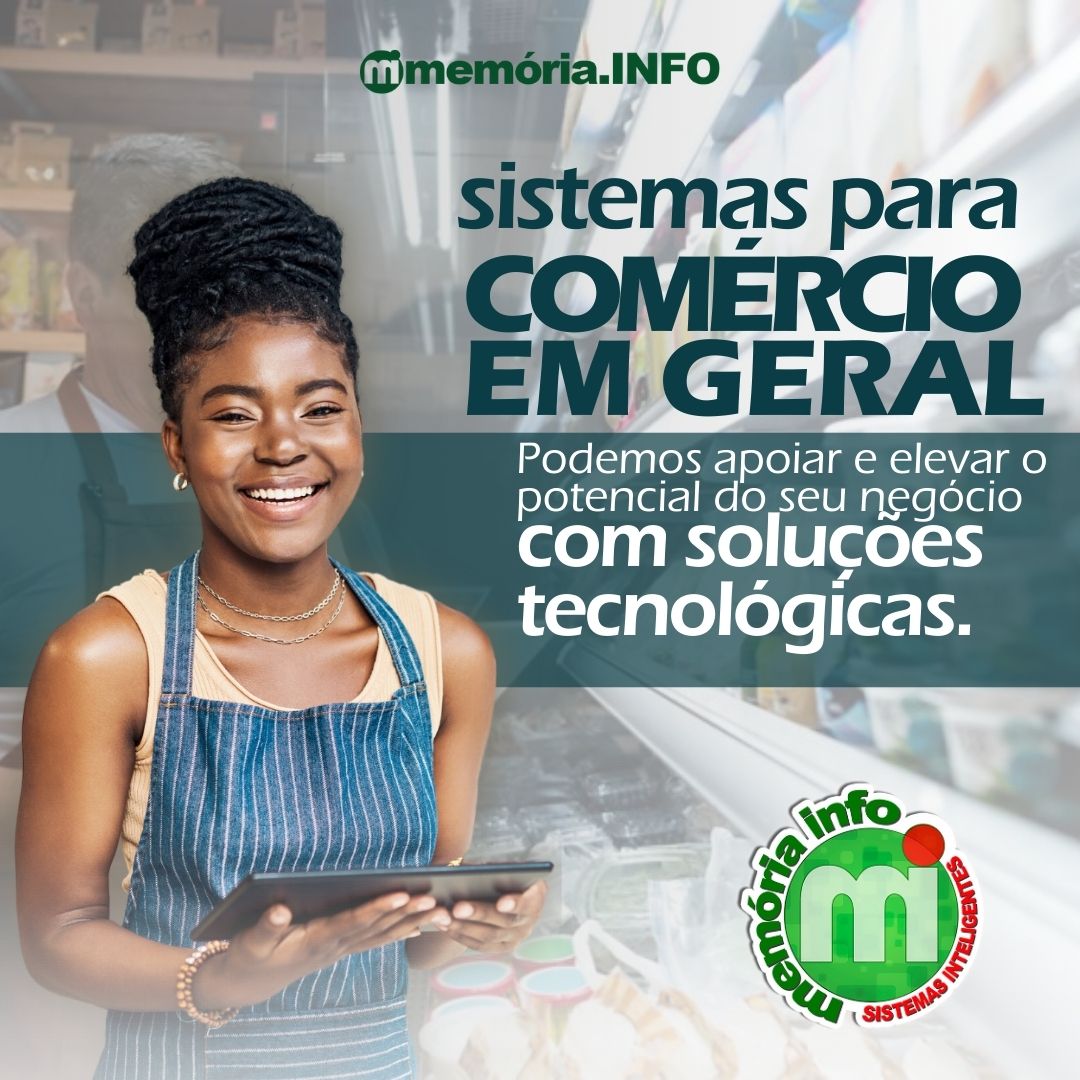 mmemória.INFO
sistemas para
COMÉRCIO
EM GERAL
Podemos apoiar e elevar o
potencial do seu negócio
com soluções
tecnológicas.
memória info
mi
SISTEMAS INTELIGENTES